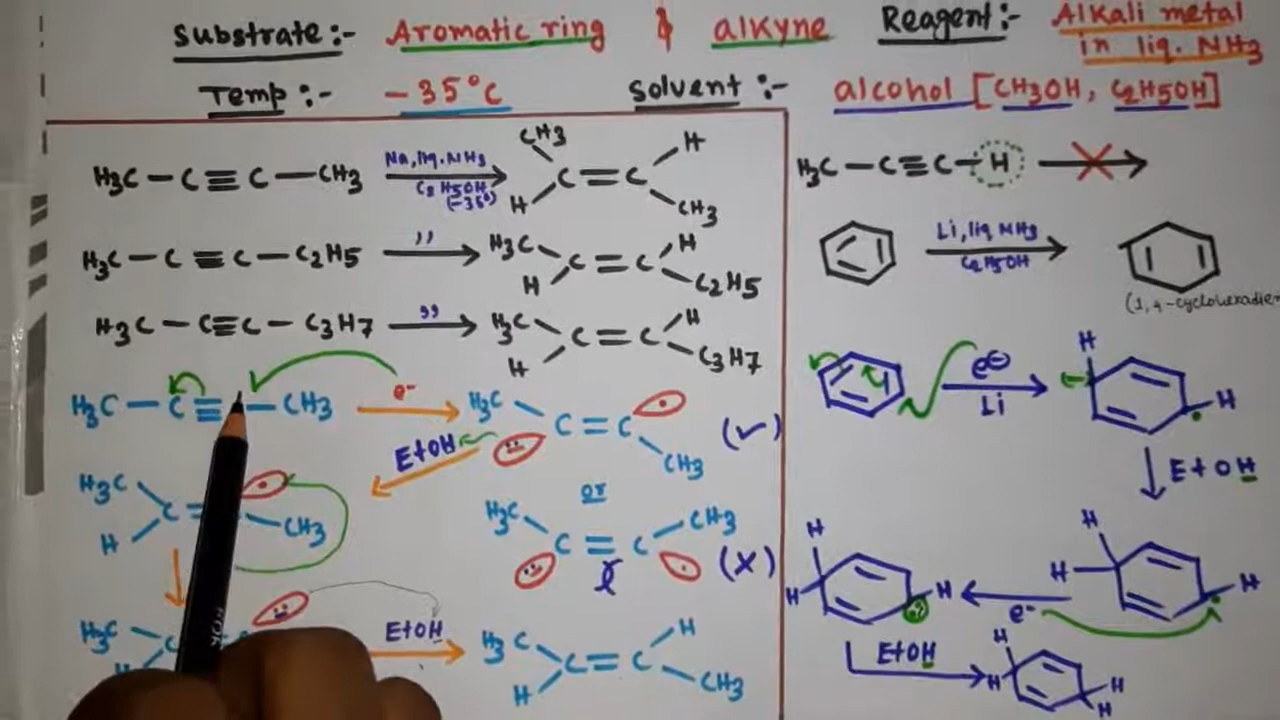 Substrate:- Aromatic ring & alkyne Reagent:- Alkali metal
in liq. NH3
Temp:- -35°C Solvent:- alcohol [CH3OH, C2H5OH]
H3C — C ≡ C — CH3 Na, liq. NH3 C2H5OH (-35°) CH3 H C = C H CH3
H3C — C ≡ C — C2H5 ,, H3C H C = C H C2H5
H3C — C ≡ C — C3H7 ,, H3C H C = C H C3H7
H3C — C ≡ — CH3 e- H3C C = C CH3 (✓)
EtOH
or
H3C H C = CH3
H3C C = C CH3 (x)
H3C EtOH H3C H C = C H CH3
H3C — C ≡ C — H
Li, liq NH3
C2H5OH
(1,4-cyclohexadien
e⊖
Li
H H
EtOH
H H H
e-
H H H
EtOH
H H H H